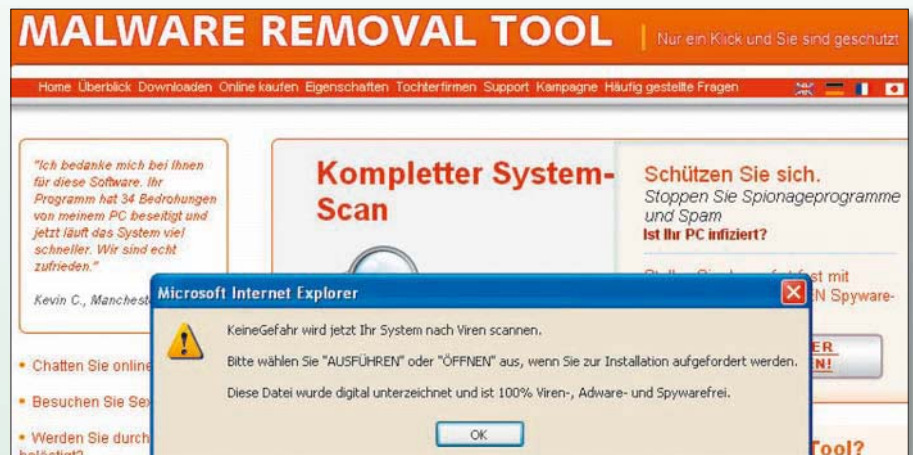 MALWARE REMOVAL TOOL
Nur ein Klick und Sie sind geschutzt
Home Überblick Downloaden Online kaufen Eigenschaften Tochterfirmen Support Kampagne Häufig gestellte Fragen
"Ich bedanke mich bei Ihnen
für diese Software. Ihr
Programm hat 34 Bedrohungen
von meinem PC beseitigt und
jetzt läuft das System viel
schneller. Wir sind echt
zufrieden."
Kevin C.,
• Chatten Sie online
• Besuchen Sie
• Werden Sie durch
Kompletter System-
Scan
Schützen Sie sich.
Stoppen Sie Spionageprogramme
und Spam
Ist Ihr PC infiziert?
mit
Spyware-
Tool?
Microsoft Internet Explorer
KeineGefahr wird jetzt Ihr System nach Viren scannen.
Bitte wählen Sie "AUSFÜHREN" oder "ÖFFNEN" aus, wenn Sie zur Installation aufgefordert werden.
Diese Datei wurde digital unterzeichnet und ist 100% Viren-, Adware- und Spywarefrei.
OK